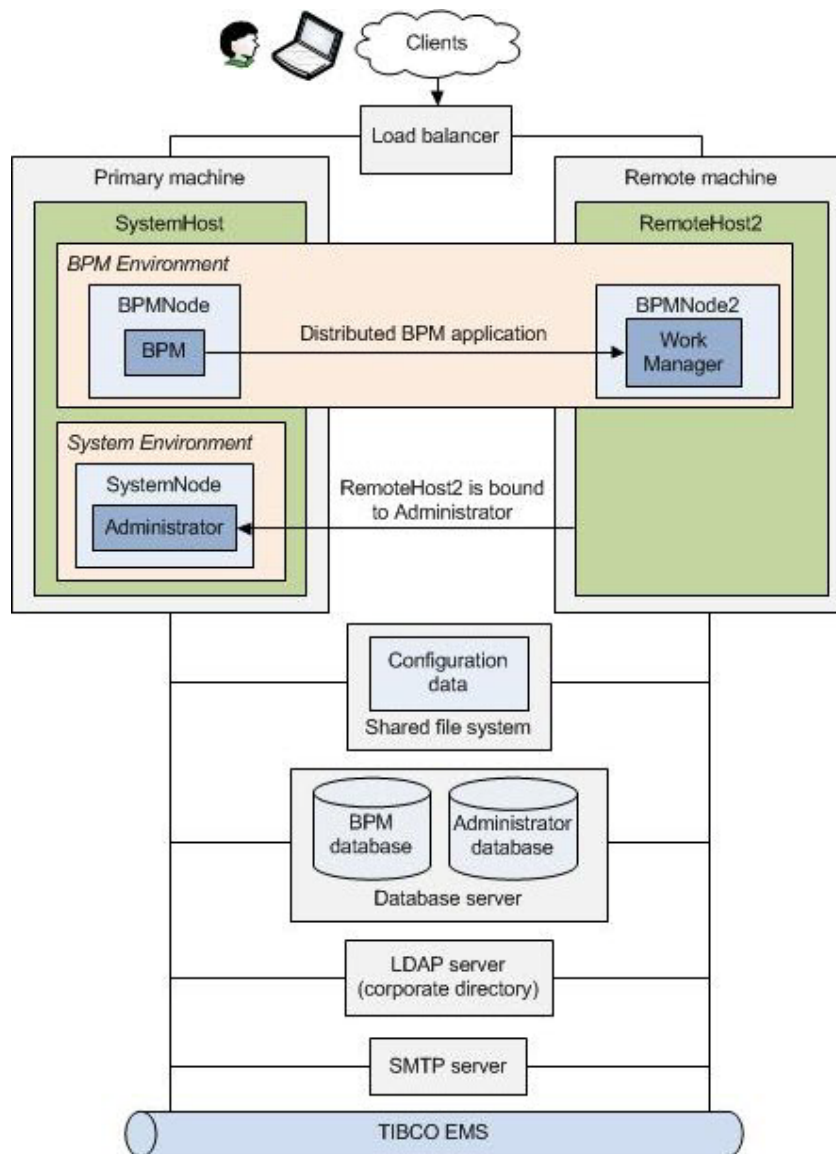 Clients
Load balancer
Primary machine
Remote machine
SystemHost
RemoteHost2
BPM Environment
BPMNode
BPMNode2
BPM
Distributed BPM application
Work
Manager
System Environment
SystemNode
Administrator
RemoteHost2 is bound
to Administrator
Configuration
data
Shared file system
BPM
database
Administrator
database
Database server
LDAP server
(corporate directory)
SMTP server
TIBCO EMS